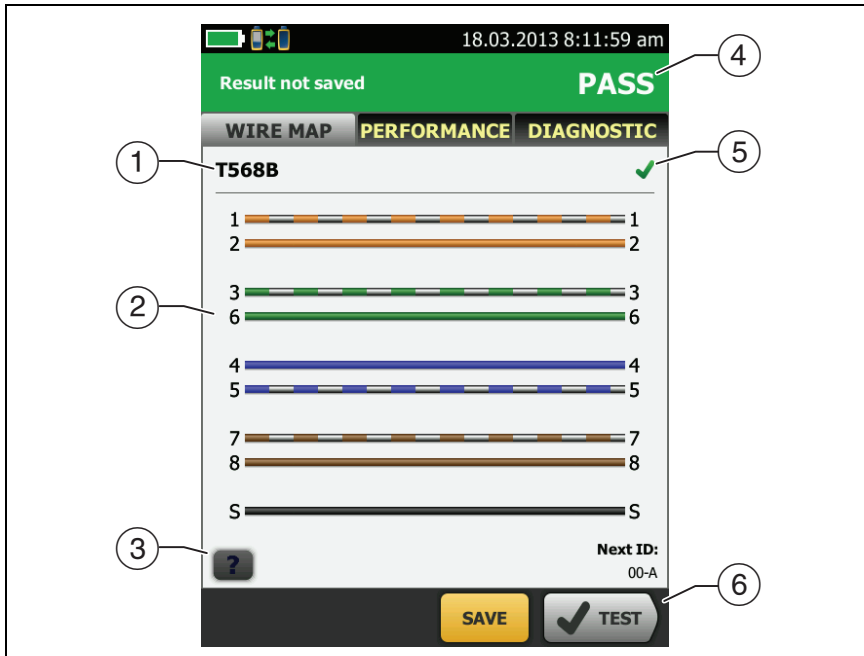 18.03.2013 8:11:59 am
4
Result not saved PASS
WIRE MAP PERFORMANCE DIAGNOSTIC
1 T568B 5
1 1
2 2
2
3 3
6 6
4 4
5 5
7 7
8 8
S S
3 ? Next ID:
00-A
6
SAVE TEST